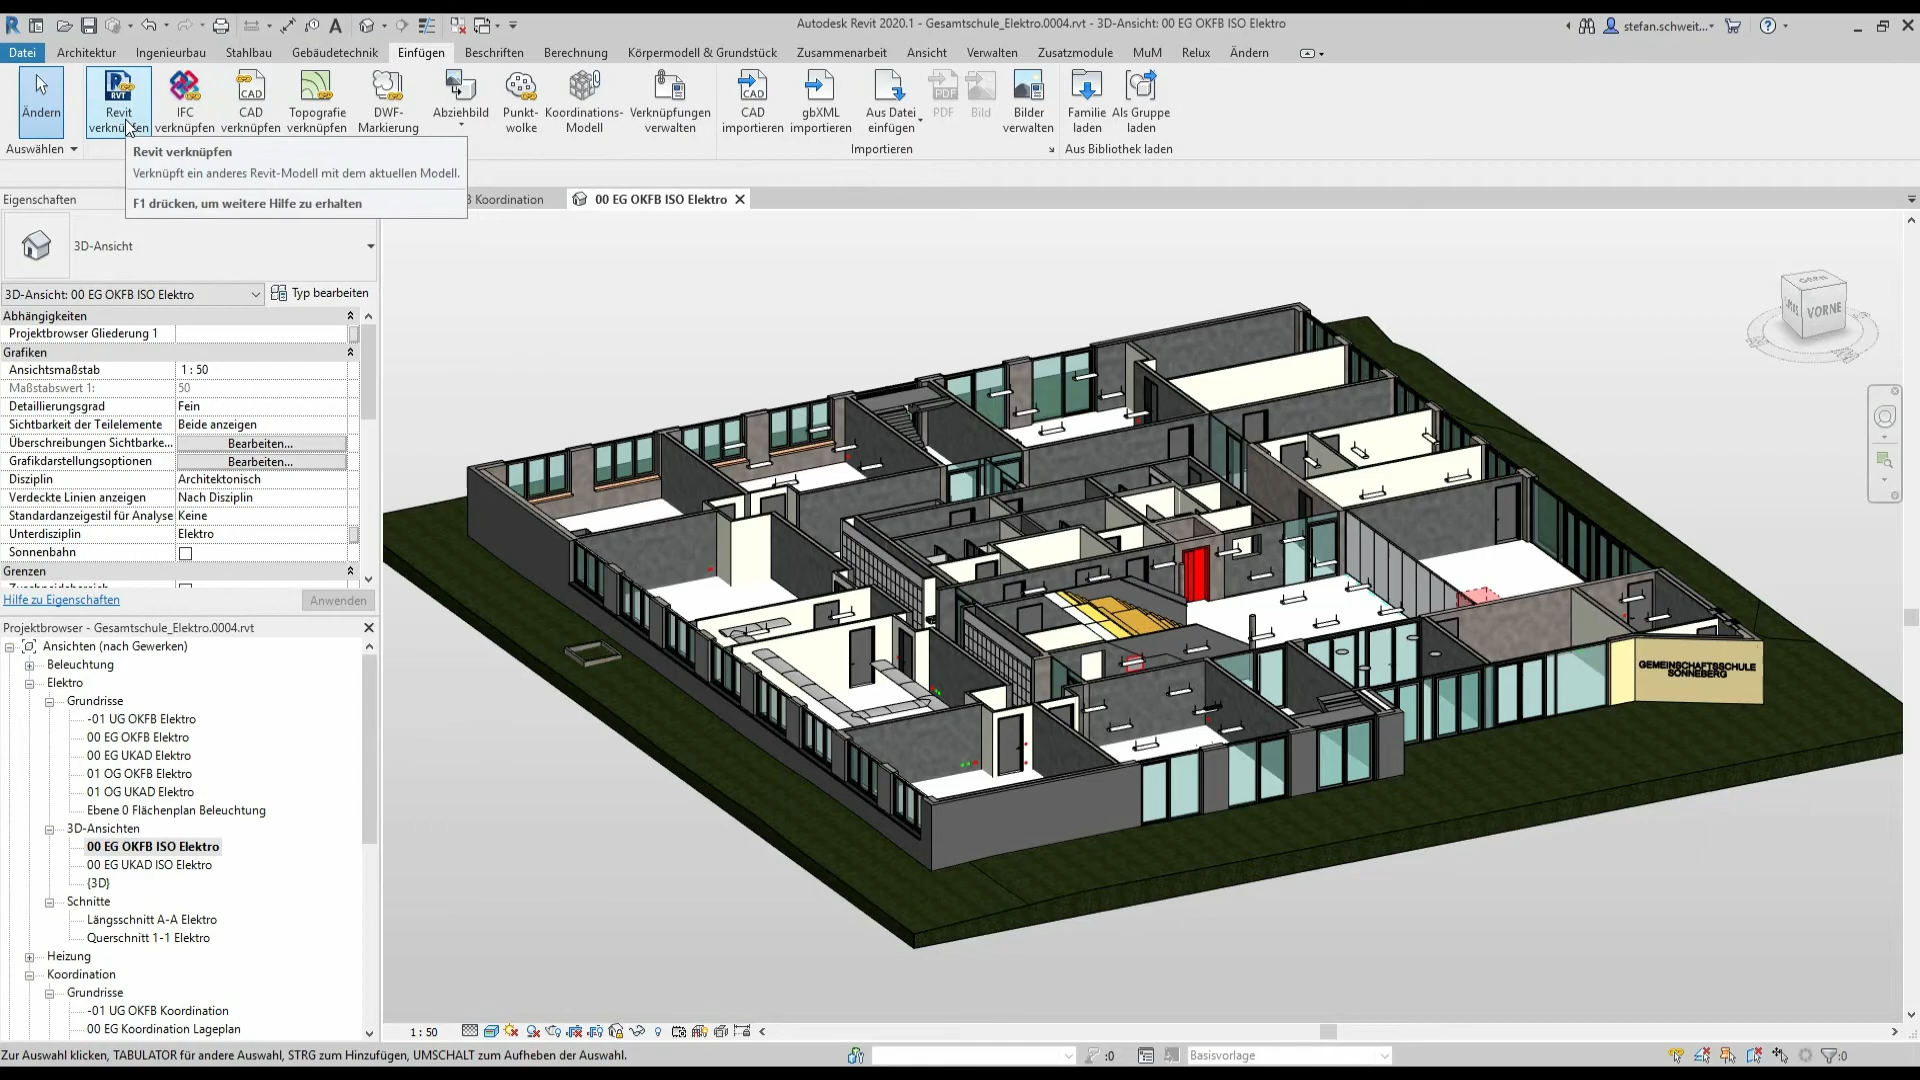 Autodesk Revit 2020.1 - Gesamtschule_Elektro.0004.rvt - 3D-Ansicht: 00 EG OKFB ISO Elektro
stefan.schweit...
Datei Architektur Ingenieurbau Stahlbau Gebäudetechnik Einfügen Beschriften Berechnung Körpermodell & Grundstück Zusammenarbeit Ansicht Verwalten Zusatzmodule MuM Relux Ändern
Ändern
Revit verknüpfen
IFC verknüpfen
CAD verknüpfen
Topografie verknüpfen
DWF-Markierung
Abziehbild
Punkt-wolke
Koordinations-Modell
Verknüpfungen verwalten
CAD importieren
gbXML importieren
Aus Datei einfügen
PDF
Bild
Bilder verwalten
Familie laden
Als Gruppe laden
Auswählen
Importieren
Aus Bibliothek laden
Revit verknüpfen
Verknüpft ein anderes Revit-Modell mit dem aktuellen Modell.
F1 drücken, um weitere Hilfe zu erhalten
Eigenschaften
Koordination
00 EG OKFB ISO Elektro
3D-Ansicht
3D-Ansicht: 00 EG OKFB ISO Elektro
Typ bearbeiten
Abhängigkeiten
Projektbrowser Gliederung 1
Grafiken
Ansichtsmaßstab 1 : 50
Maßstabswert 1: 50
Detaillierungsgrad Fein
Sichtbarkeit der Teilelemente Beide anzeigen
Überschreibungen Sichtbarke... Bearbeiten...
Grafikdarstellungsoptionen Bearbeiten...
Disziplin Architektonisch
Verdeckte Linien anzeigen Nach Disziplin
Standardanzeigestil für Analyse Keine
Unterdisziplin Elektro
Sonnenbahn
Grenzen
Hilfe zu Eigenschaften
Anwenden
Projektbrowser - Gesamtschule_Elektro.0004.rvt
Ansichten (nach Gewerken)
Beleuchtung
Elektro
Grundrisse
-01 UG OKFB Elektro
00 EG OKFB Elektro
00 EG UKAD Elektro
01 OG OKFB Elektro
01 OG UKAD Elektro
Ebene 0 Flächenplan Beleuchtung
3D-Ansichten
00 EG OKFB ISO Elektro
00 EG UKAD ISO Elektro
{3D}
Schnitte
Längsschnitt A-A Elektro
Querschnitt 1-1 Elektro
Heizung
Koordination
Grundrisse
-01 UG OKFB Koordination
00 EG Koordination Lageplan
VORNE
GEMEINSCHAFTSSCHULE
SONNEBERG
1 : 50
Zur Auswahl klicken, TABULATOR für andere Auswahl, STRG zum Hinzufügen, UMSCHALT zum Aufheben der Auswahl.
:0
Basisvorlage
:0